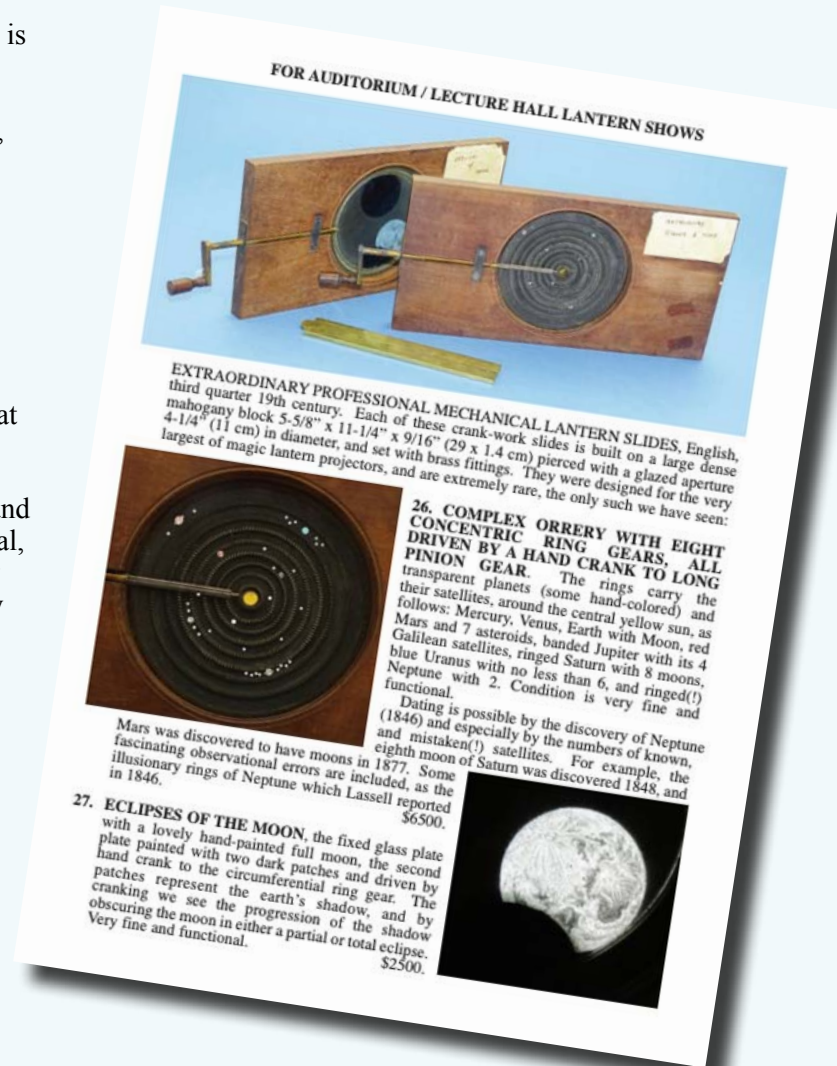 is
,
at
nd
al,
FOR AUDITORIUM / LECTURE HALL LANTERN SHOWS
EXTRAORDINARY PROFESSIONAL MECHANICAL LANTERN SLIDES, English,
third quarter 19th century. Each of these crank-work slides is built on a large dense
mahogany block 5-5/8” x 11-1/4” x 9/16” (29 x 1.4 cm) pierced with a glazed aperture
4-1/4” (11 cm) in diameter, and set with brass fittings. They were designed for the very
largest of magic lantern projectors, and are extremely rare, the only such we have seen:
26. COMPLEX ORRERY WITH EIGHT
CONCENTRIC RING GEARS, ALL
DRIVEN BY A HAND CRANK TO LONG
PINION GEAR. The rings carry the
transparent planets (some hand-colored) and
their satellites, around the central yellow sun, as
follows: Mercury, Venus, Earth with Moon, red
Mars and 7 asteroids, banded Jupiter with its 4
Galilean satellites, ringed Saturn with 8 moons,
blue Uranus with no less than 6, and ringed(!)
Neptune with 2. Condition is very fine and
functional.
Dating is possible by the discovery of Neptune
(1846) and especially by the numbers of known,
and mistaken(!) satellites. For example, the
eighth moon of Saturn was discovered 1848, and
Mars was discovered to have moons in 1877. Some
fascinating observational errors are included, as the
illusionary rings of Neptune which Lassell reported
in 1846. $6500.
27. ECLIPSES OF THE MOON, the fixed glass plate
with a lovely hand-painted full moon, the second
plate painted with two dark patches and driven by
hand crank to the circumferential ring gear. The
patches represent the earth’s shadow, and by
cranking we see the progression of the shadow
obscuring the moon in either a partial or total eclipse.
Very fine and functional. $2500.